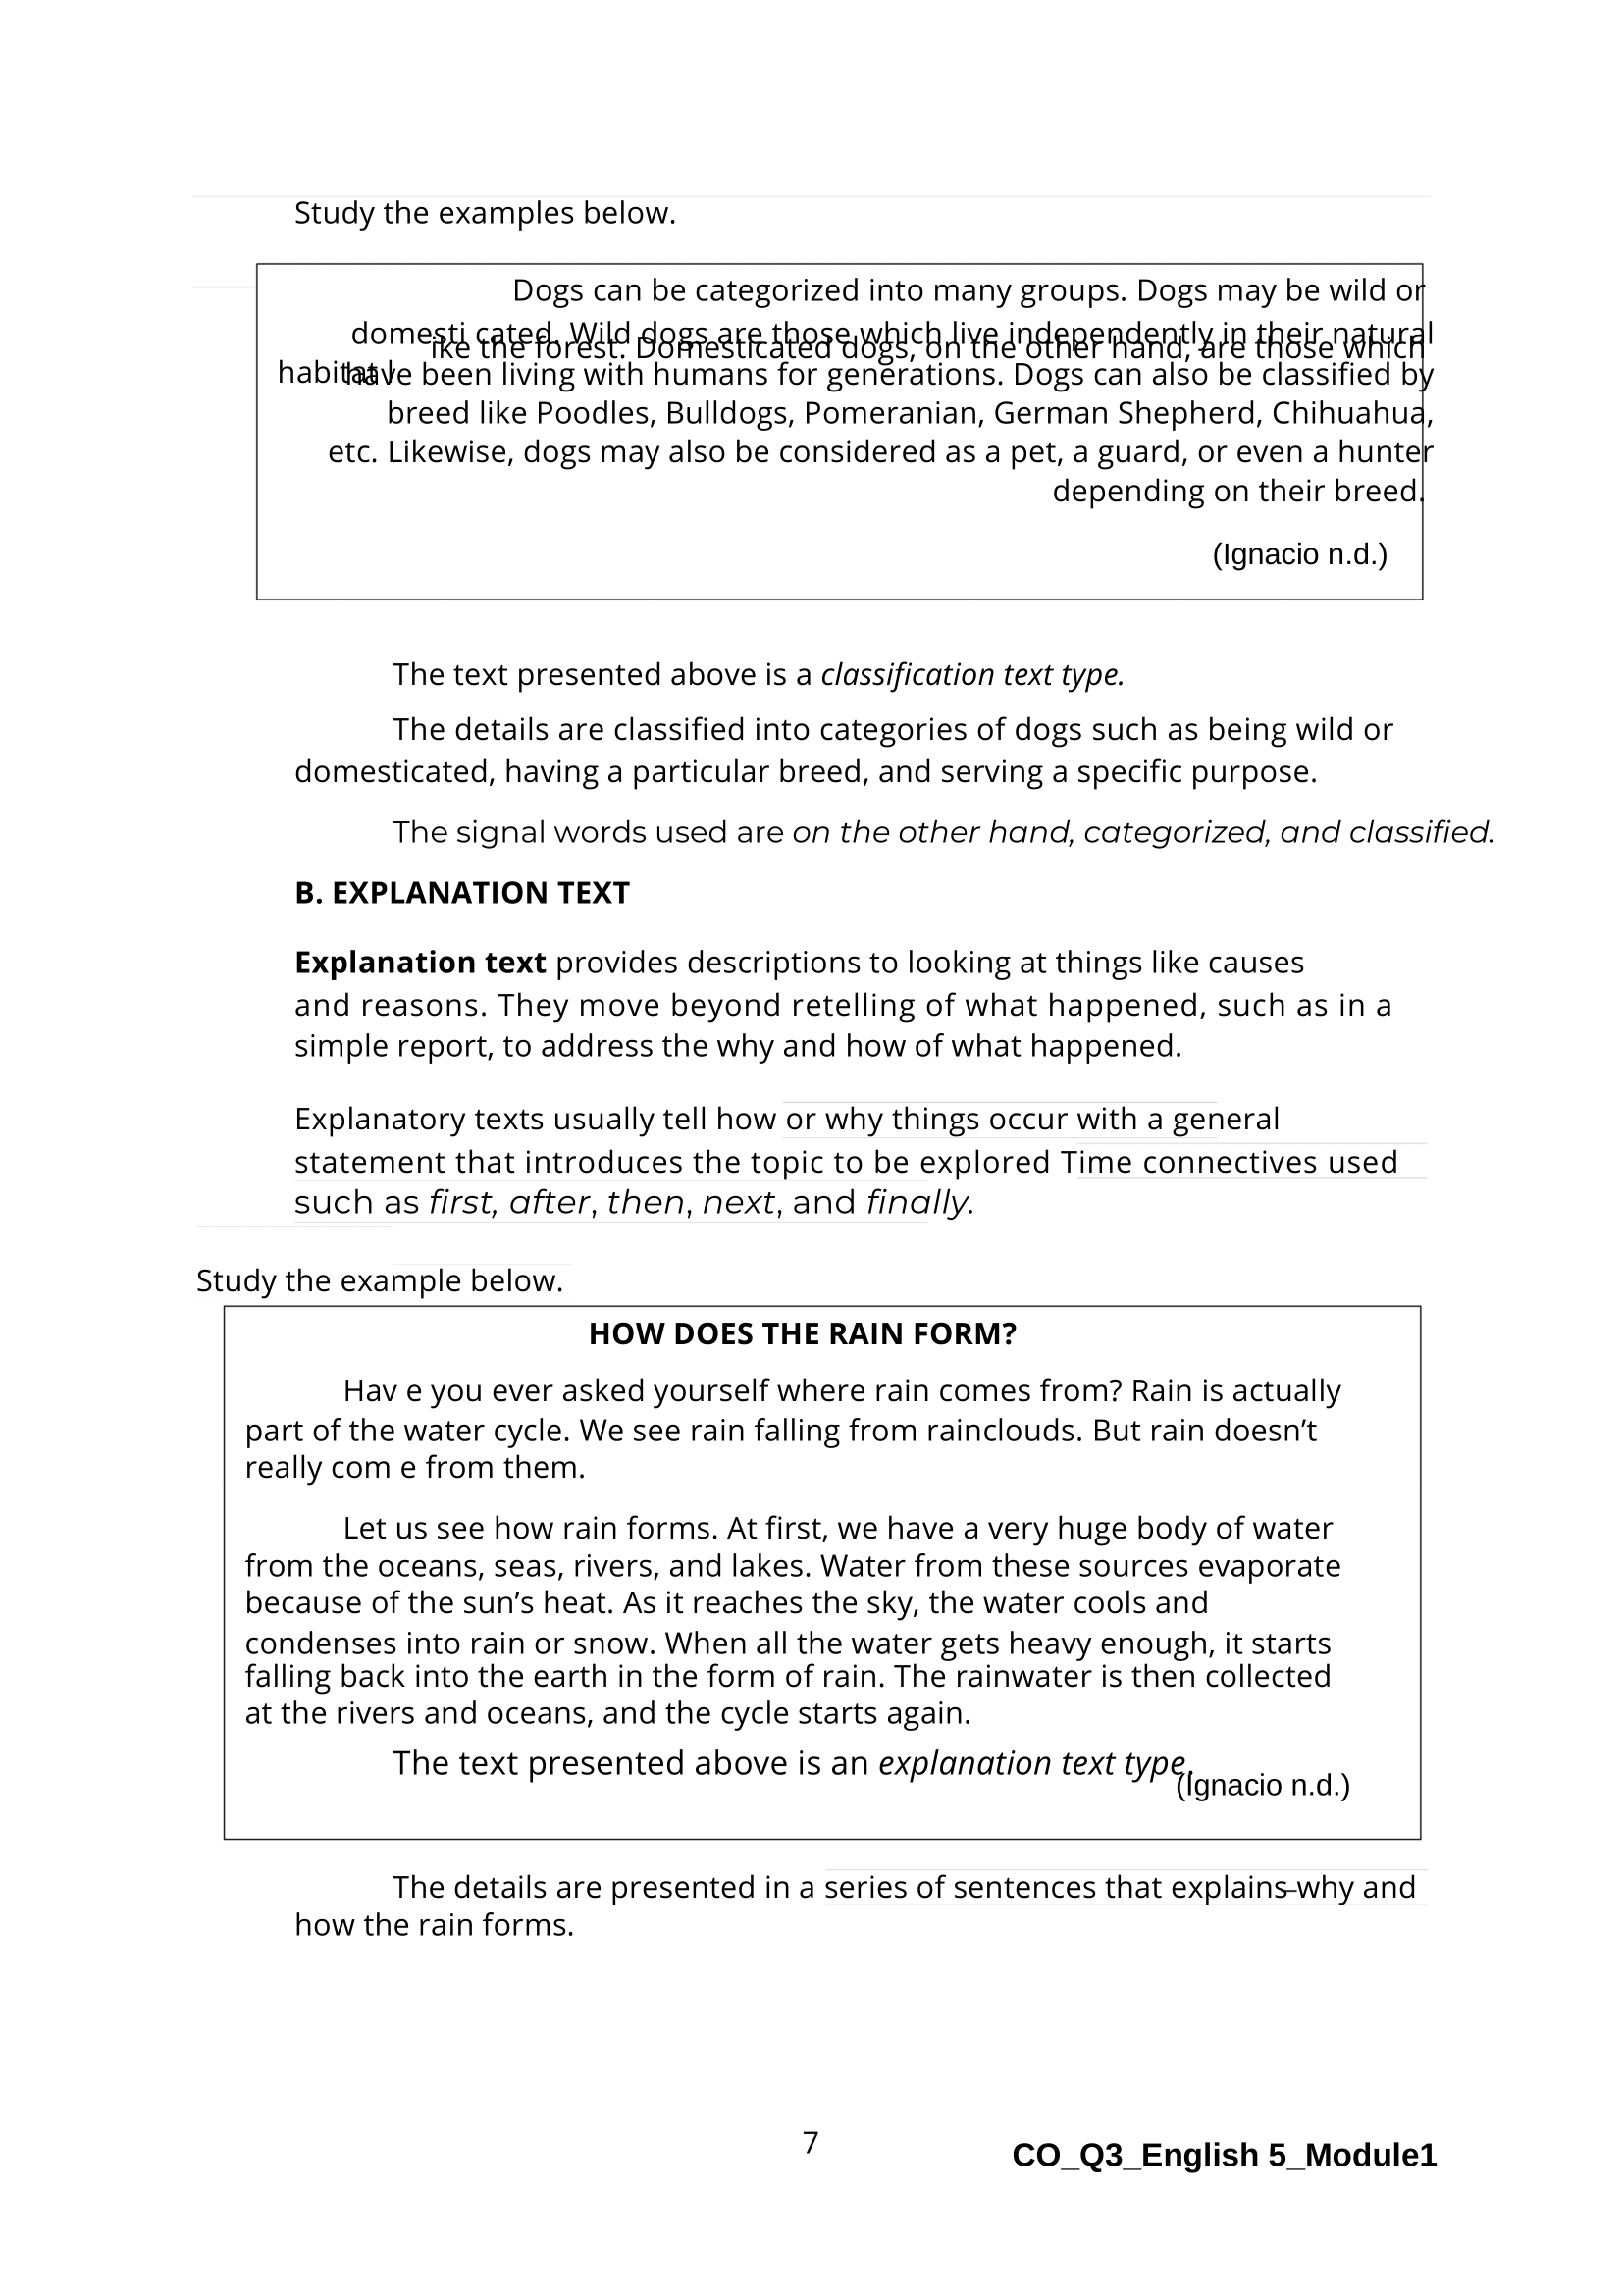 Study the examples below.
Dogs can be categorized into many groups. Dogs may be wild or
domesti cated. Wild dogs are those which live independently in their natural
habitat l
ike the forest. Domesticated dogs, on the other hand, are those which
have been living with humans for generations. Dogs can also be classified by
breed like Poodles, Bulldogs, Pomeranian, German Shepherd, Chihuahua,
etc. Likewise, dogs may also be considered as a pet, a guard, or even a hunter
depending on their breed.
(Ignacio n.d.)
The text presented above is a classification text type.
The details are classified into categories of dogs such as being wild or
domesticated, having a particular breed, and serving a specific purpose.
The signal words used are on the other hand, categorized, and classified.
B. EXPLANATION TEXT
Explanation text provides descriptions to looking at things like causes
and reasons. They move beyond retelling of what happened, such as in a
simple report, to address the why and how of what happened.
Explanatory texts usually tell how or why things occur with a general
statement that introduces the topic to be explored Time connectives used
such as first, after, then, next, and finally.
Study the example below.
HOW DOES THE RAIN FORM?
Hav e you ever asked yourself where rain comes from? Rain is actually
part of the water cycle. We see rain falling from rainclouds. But rain doesn’t
really com e from them.
Let us see how rain forms. At first, we have a very huge body of water
from the oceans, seas, rivers, and lakes. Water from these sources evaporate
because of the sun’s heat. As it reaches the sky, the water cools and
condenses into rain or snow. When all the water gets heavy enough, it starts
falling back into the earth in the form of rain. The rainwater is then collected
at the rivers and oceans, and the cycle starts again.
The text presented above is an explanation text type.
(Ignacio n.d.)
The details are presented in a series of sentences that explains why and
how the rain forms.
7
CO_Q3_English 5_Module1